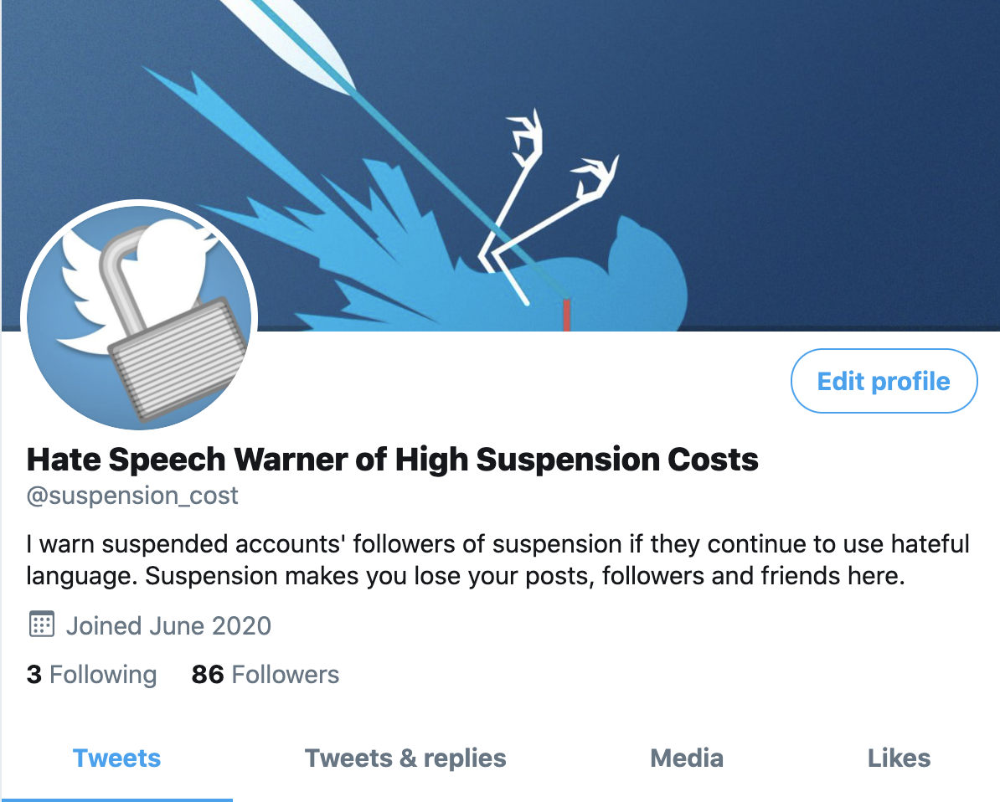 Edit profile
Hate Speech Warner of High Suspension Costs
@suspension_cost
I warn suspended accounts' followers of suspension if they continue to use hateful
language. Suspension makes you lose your posts, followers and friends here.
Joined June 2020
3 Following 86 Followers
Tweets Tweets & replies Media Likes